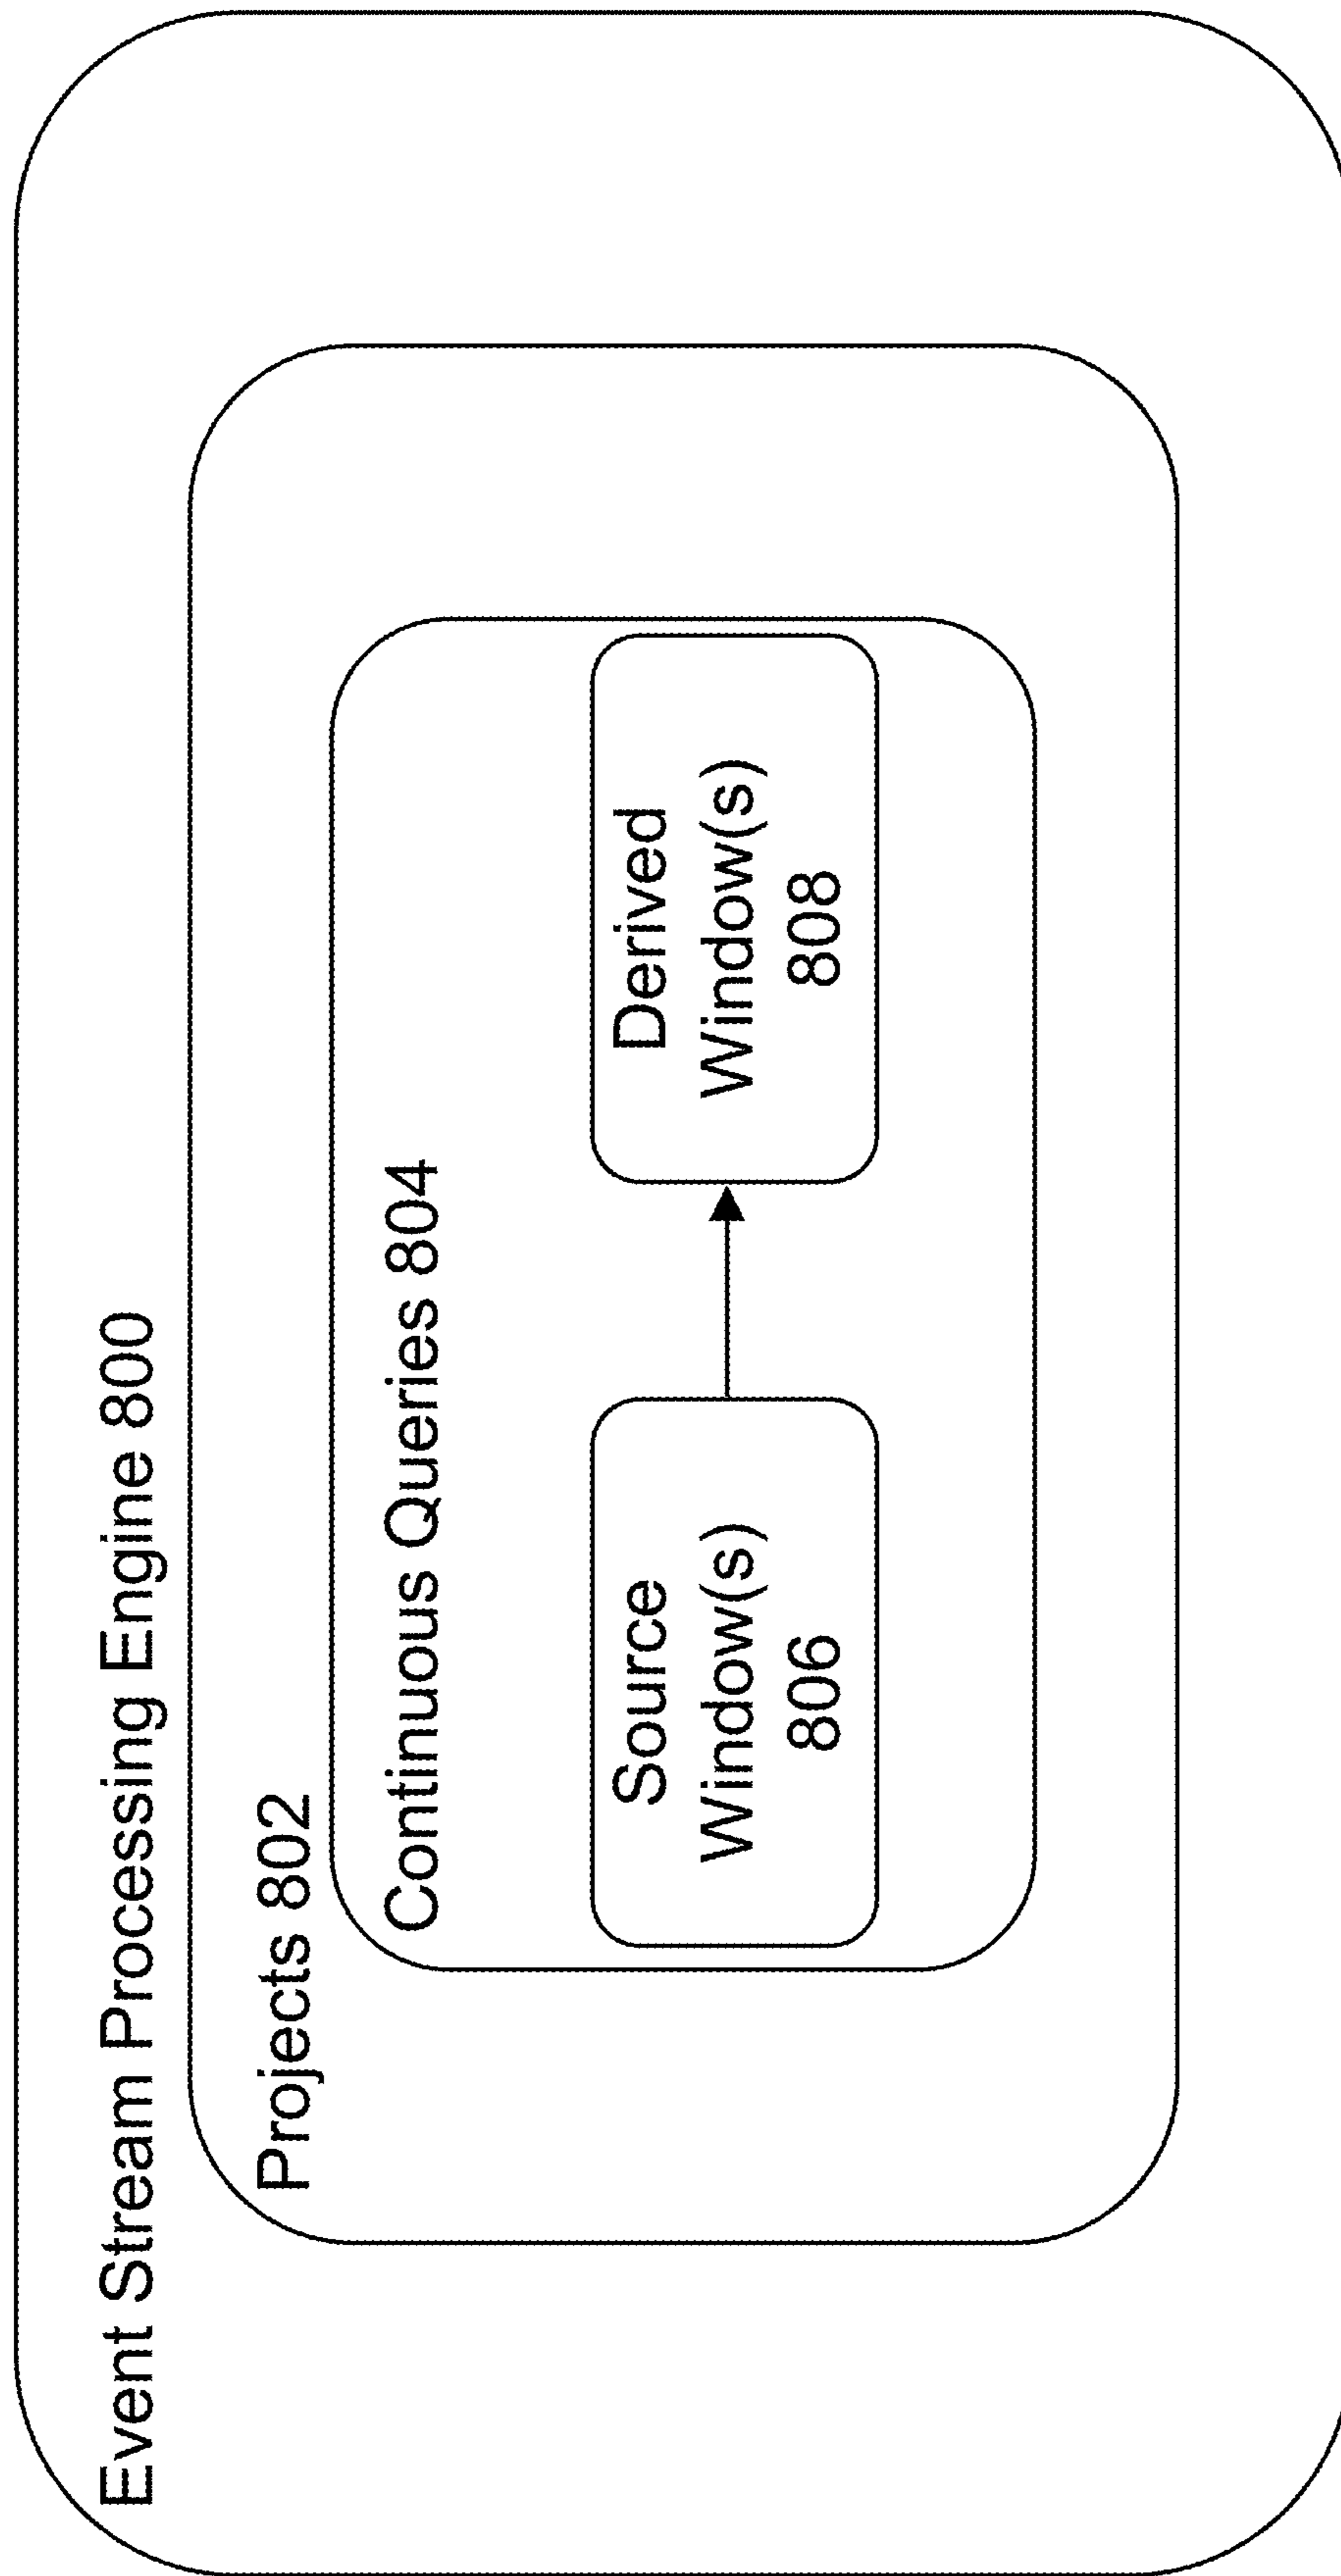 Event Stream Processing Engine 800
Projects 802
Continuous Queries 804
Source
Window(s)
806
Derived
Window(s)
808